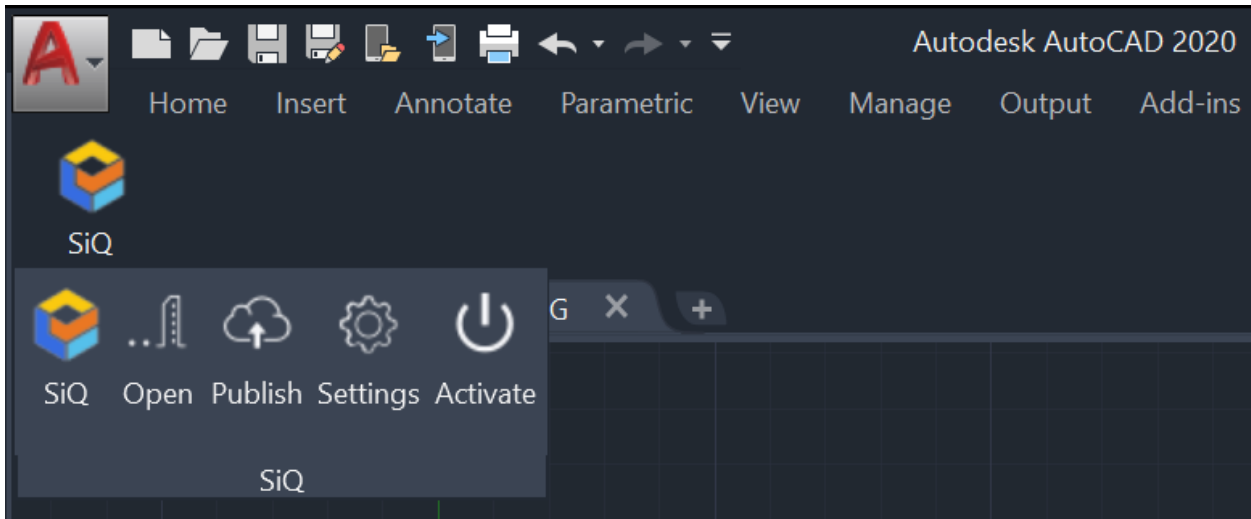 Autodesk AutoCAD 2020
Home Insert Annotate Parametric View Manage Output Add-ins
SiQ
G
SiQ Open Publish Settings Activate
SiQ